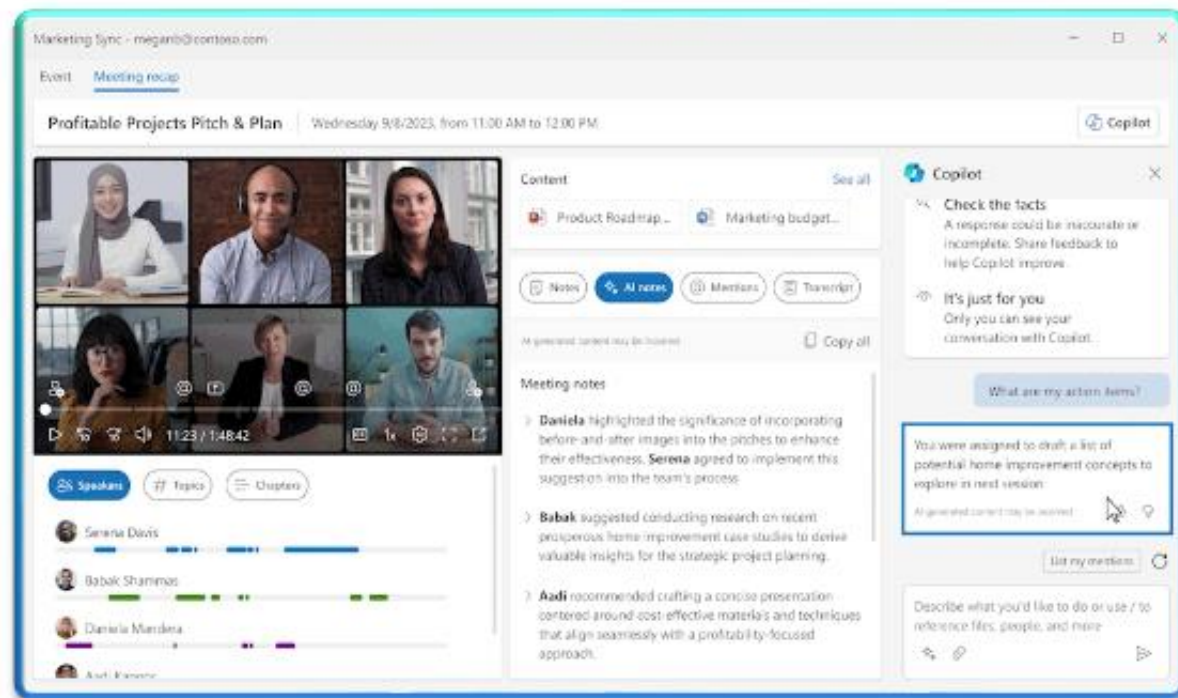 Marketing Sync - meganb@contoso.com
Event
Meeting recap
Profitable Projects Pitch & Plan
Wednesday 9/8/2023, from 11:00 AM to 12:00 PM
Copilot
11:23 / 1:48:42
1x
Speakers
Topics
Chapters
Serena Davis
Babak Shammas
Daniela Mandera
Aadi Kapoor
Content
See all
Product Roadmap...
Marketing budget...
Notes
AI notes
Mentions
Transcript
AI-generated content may be incorrect
Copy all
Meeting notes
Daniela highlighted the significance of incorporating
before-and-after images into the pitches to enhance
their effectiveness. Serena agreed to implement this
suggestion into the team's process
Babak suggested conducting research on recent
prosperous home improvement case studies to derive
valuable insights for the strategic project planning.
Aadi recommended crafting a concise presentation
centered around cost-effective materials and techniques
that align seamlessly with a profitability-focused
approach.
Copilot
Check the facts
A response could be inaccurate or
incomplete. Share feedback to
help Copilot improve
It's just for you
Only you can see your
conversation with Copilot.
What are my action items?
You were assigned to draft a list of
potential home improvement concepts to
explore in next session
AI-generated content may be incorrect
List my mentions
Describe what you'd like to do or use / to
reference files, people, and more